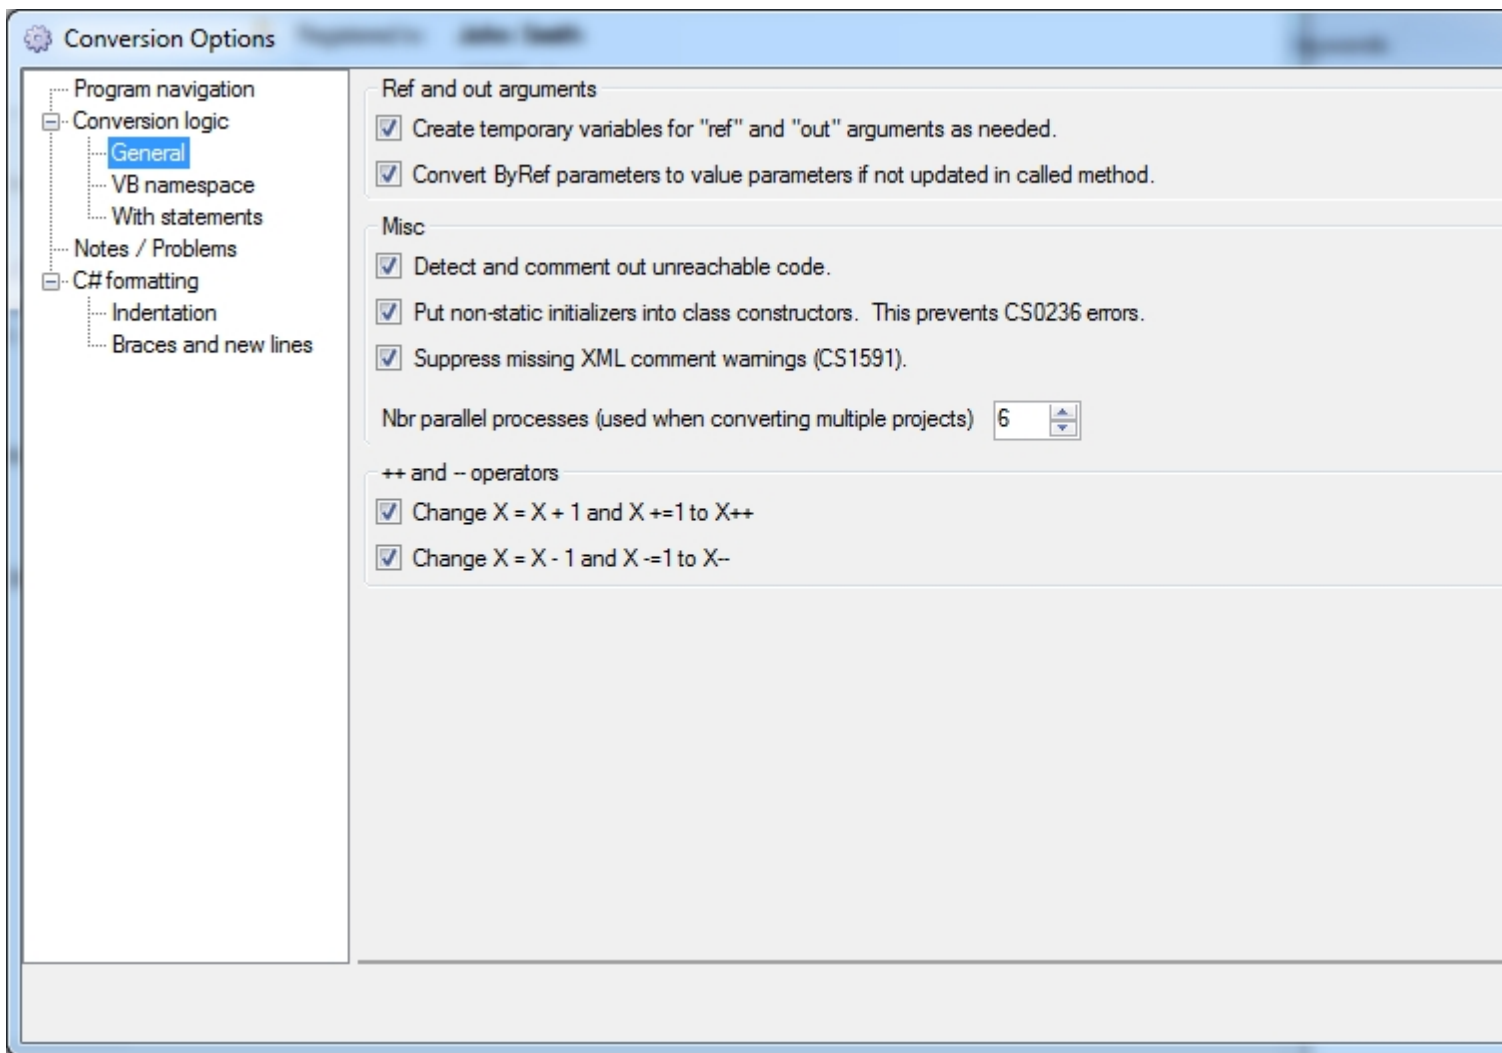 Conversion Options
Registered to: John Smith
Program navigation
Conversion logic
General
VB namespace
With statements
Notes / Problems
C# formatting
Indentation
Braces and new lines
Ref and out arguments
Create temporary variables for "ref" and "out" arguments as needed.
Convert ByRef parameters to value parameters if not updated in called method.
Misc
Detect and comment out unreachable code.
Put non-static initializers into class constructors.  This prevents CS0236 errors.
Suppress missing XML comment warnings (CS1591).
Nbr parallel processes (used when converting multiple projects) 6
++ and -- operators
Change X = X + 1 and X +=1 to X++
Change X = X - 1 and X -=1 to X--